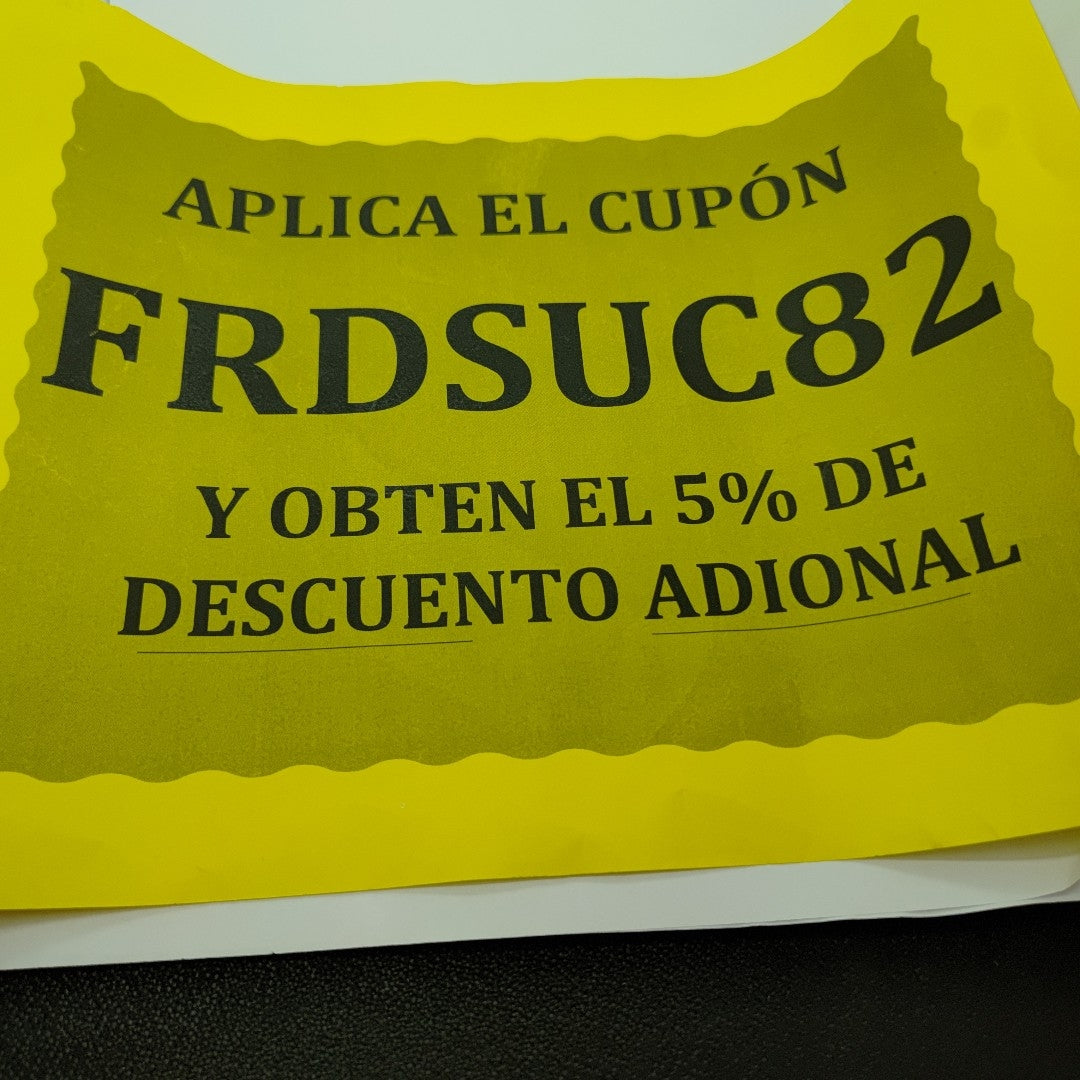 APLICA EL CUPÓN
FRDSUC82
Y OBTEN EL 5% DE
DESCUENTO ADIONAL